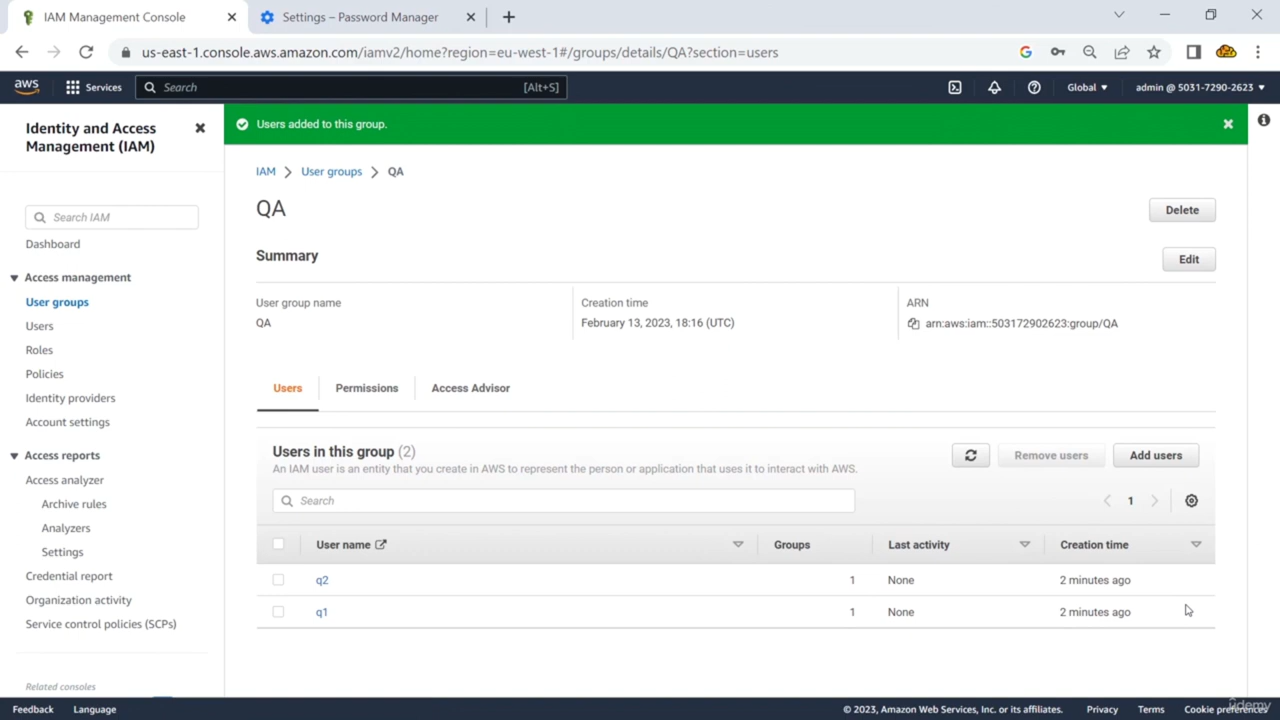 IAM Management Console
Settings – Password Manager
us-east-1.console.aws.amazon.com/iamv2/home?region=eu-west-1#/groups/details/QA?section=users
aws
Services
Search
[Alt+S]
Global
admin @ 5031-7290-2623
Identity and Access
Management (IAM)
Search IAM
Dashboard
Access management
User groups
Users
Roles
Policies
Identity providers
Account settings
Access reports
Access analyzer
Archive rules
Analyzers
Settings
Credential report
Organization activity
Service control policies (SCPs)
Related consoles
Users added to this group.
IAM > User groups > QA
QA
Delete
Summary
Edit
User group name
QA
Creation time
February 13, 2023, 18:16 (UTC)
ARN
arn:aws:iam::503172902623:group/QA
Users
Permissions
Access Advisor
Users in this group (2)
An IAM user is an entity that you create in AWS to represent the person or application that uses it to interact with AWS.
Remove users
Add users
Search
1
User name
Groups
Last activity
Creation time
q2
1
None
2 minutes ago
q1
1
None
2 minutes ago
Feedback
Language
© 2023, Amazon Web Services, Inc. or its affiliates.
Privacy
Terms
Cookie preferences
udemy